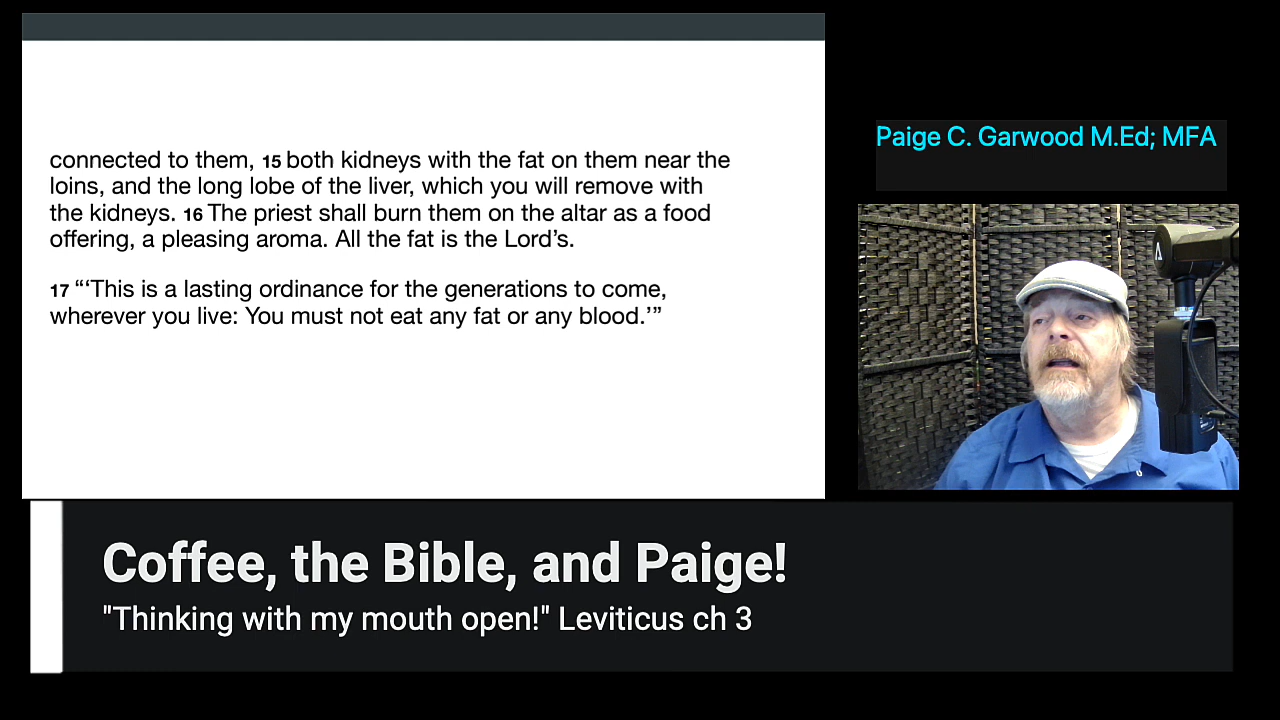 connected to them, 15 both kidneys with the fat on them near the
loins, and the long lobe of the liver, which you will remove with
the kidneys. 16 The priest shall burn them on the altar as a food
offering, a pleasing aroma. All the fat is the Lord’s.
17 “‘This is a lasting ordinance for the generations to come,
wherever you live: You must not eat any fat or any blood.’”
Paige C. Garwood M.Ed; MFA
Coffee, the Bible, and Paige!
"Thinking with my mouth open!" Leviticus ch 3